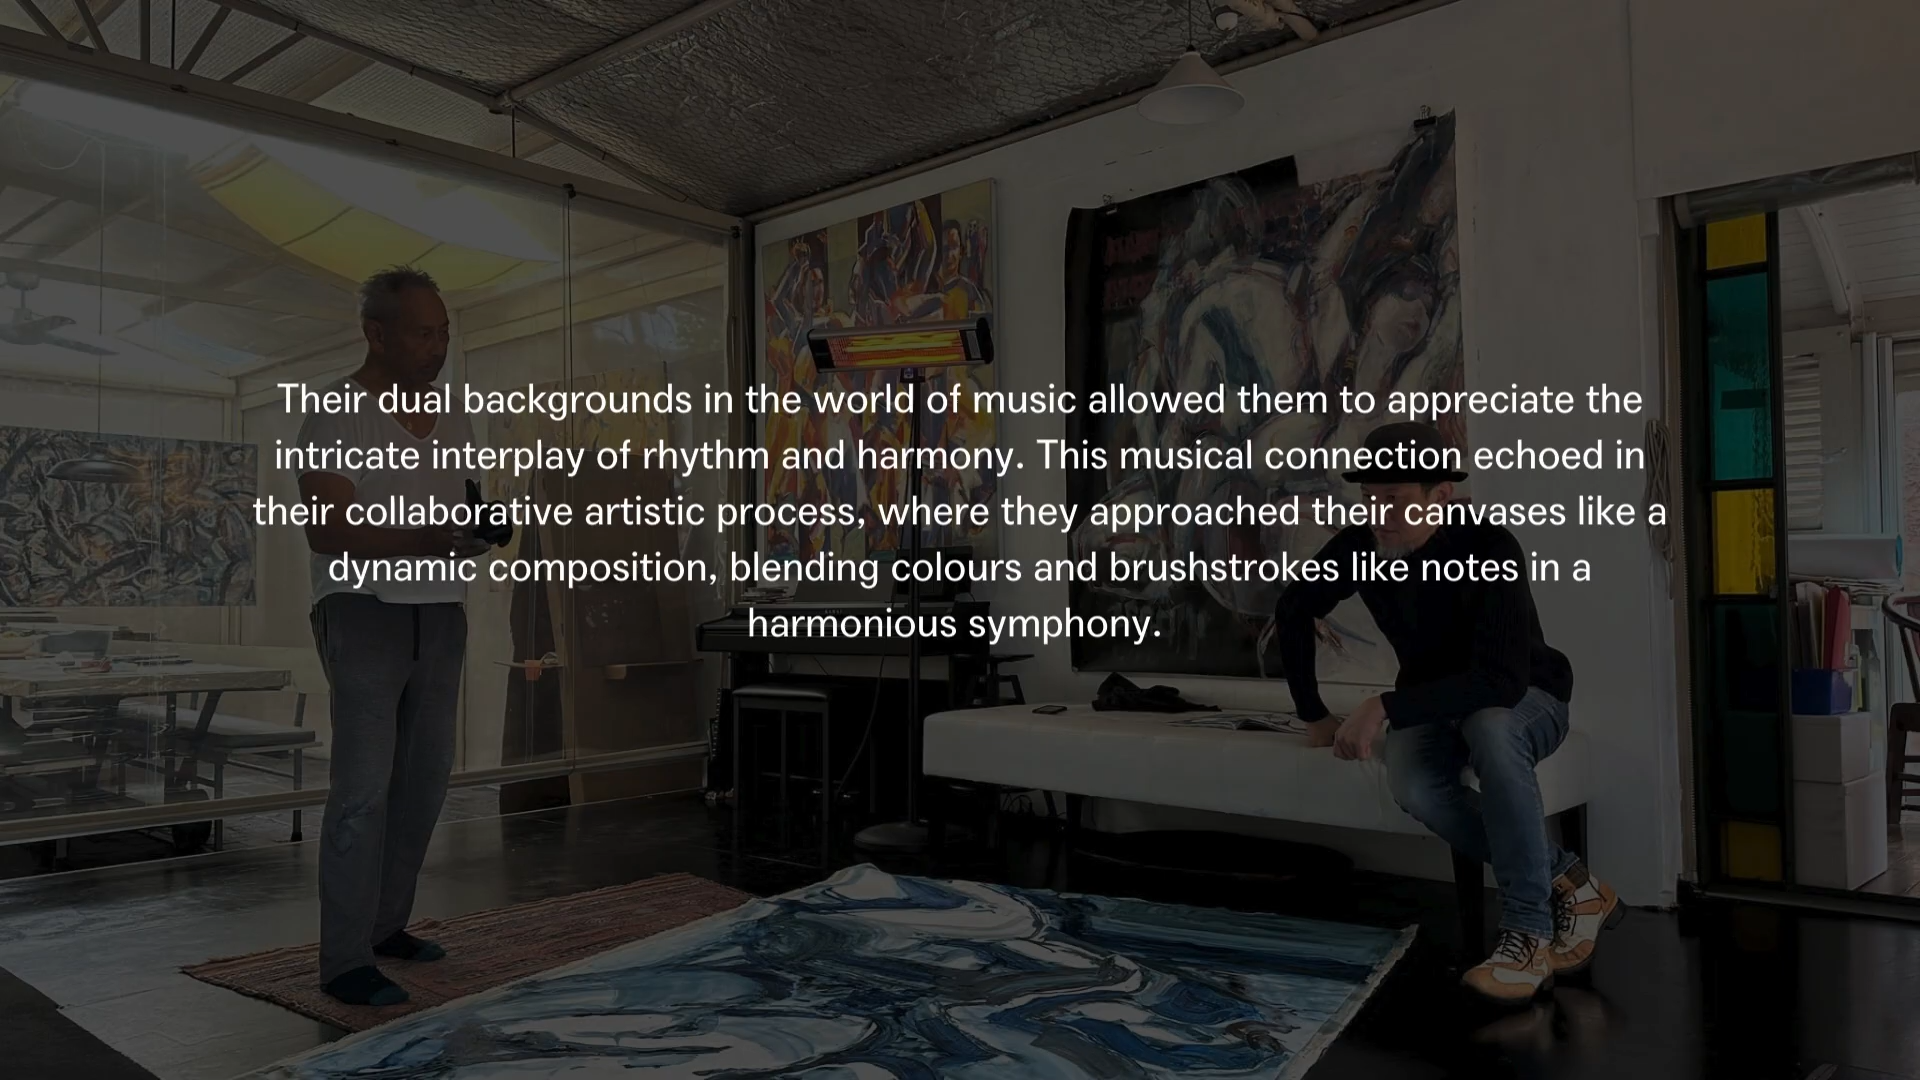 Their dual backgrounds in the world of music allowed them to appreciate the
intricate interplay of rhythm and harmony. This musical connection echoed in
their collaborative artistic process, where they approached their canvases like a
dynamic composition, blending colours and brushstrokes like notes in a
harmonious symphony.